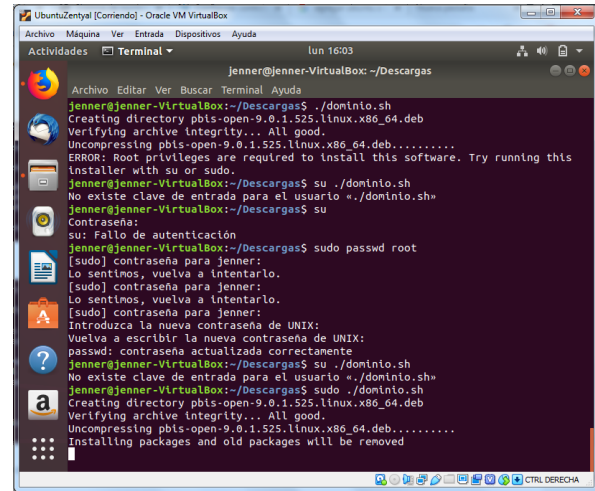 UbuntuZentyal [Corriendo] - Oracle VM VirtualBox
Archivo Máquina Ver Entrada Dispositivos Ayuda
Actividades Terminal lun 16:03
jenner@jenner-VirtualBox: ~/Descargas
Archivo Editar Ver Buscar Terminal Ayuda
jenner@jenner-VirtualBox:~/Descargas$ ./dominio.sh
Creating directory pbis-open-9.0.1.525.linux.x86_64.deb
Verifying archive integrity... All good.
Uncompressing pbis-open-9.0.1.525.linux.x86_64.deb..........
ERROR: Root privileges are required to install this software. Try running this
installer with su or sudo.
jenner@jenner-VirtualBox:~/Descargas$ su ./dominio.sh
No existe clave de entrada para el usuario «./dominio.sh»
jenner@jenner-VirtualBox:~/Descargas$ su
Contraseña:
su: Fallo de autenticación
jenner@jenner-VirtualBox:~/Descargas$ sudo passwd root
[sudo] contraseña para jenner:
Lo sentimos, vuelva a intentarlo.
[sudo] contraseña para jenner:
Lo sentimos, vuelva a intentarlo.
[sudo] contraseña para jenner:
Introduzca la nueva contraseña de UNIX:
Vuelva a escribir la nueva contraseña de UNIX:
passwd: contraseña actualizada correctamente
jenner@jenner-VirtualBox:~/Descargas$ su ./dominio.sh
No existe clave de entrada para el usuario «./dominio.sh»
jenner@jenner-VirtualBox:~/Descargas$ sudo ./dominio.sh
Creating directory pbis-open-9.0.1.525.linux.x86_64.deb
Verifying archive integrity... All good.
Uncompressing pbis-open-9.0.1.525.linux.x86_64.deb..........
Installing packages and old packages will be removed
CTRL DERECHA